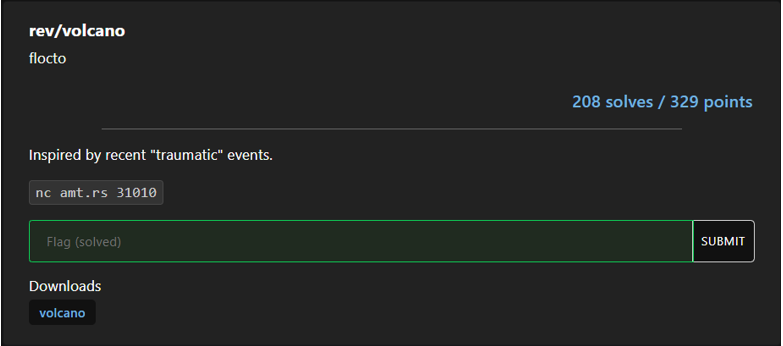 rev/volcano
flocto
208 solves / 329 points
Inspired by recent "traumatic" events.
nc amt.rs 31010
Flag (solved)
SUBMIT
Downloads
volcano